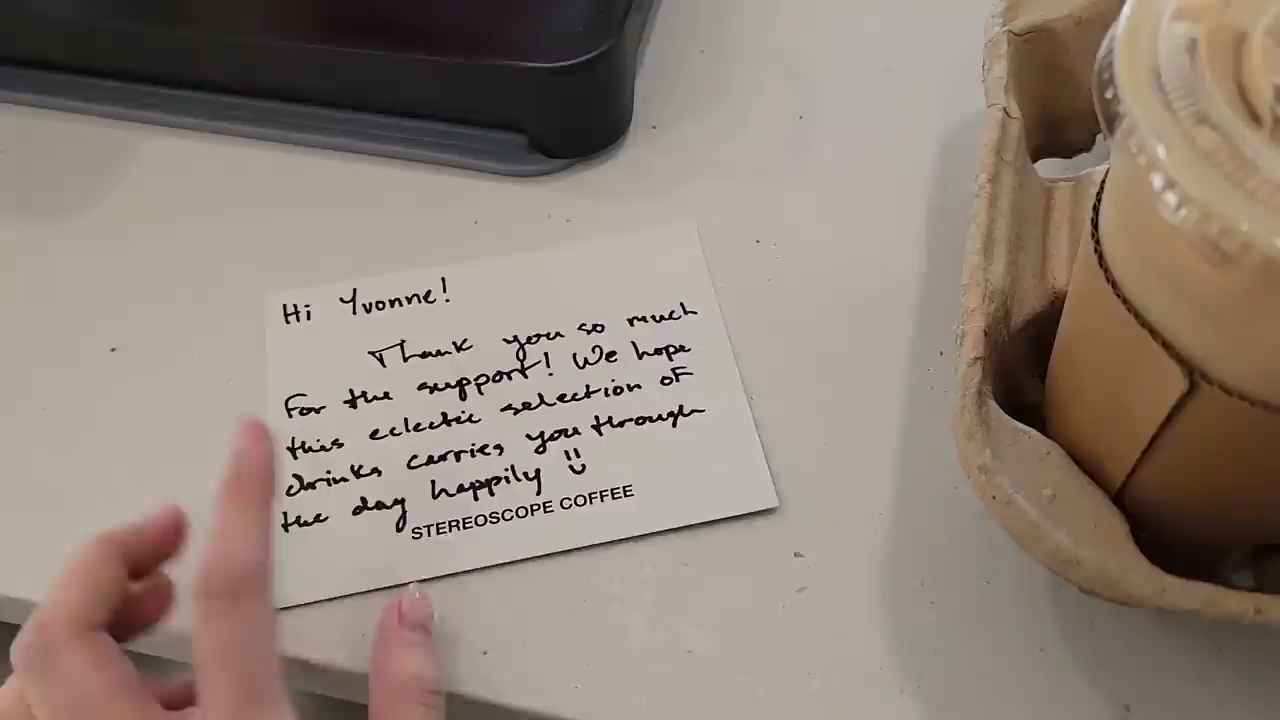 Hi Yvonne!
Thank you so much
for the support! We hope
this eclectic selection of
drinks carries you through
the day happily
STEREOSCOPE COFFEE